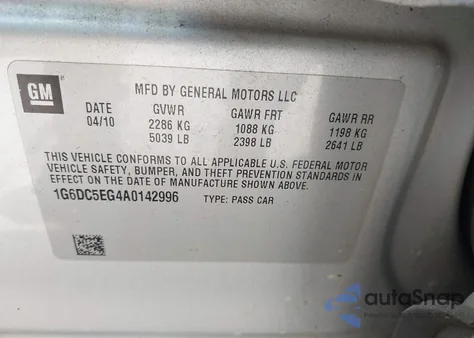 GM
MFD BY GENERAL MOTORS LLC
DATE GVWR GAWR FRT GAWR RR
04/10 2286 KG 1088 KG 1198 KG
5039 LB 2398 LB 2641 LB
THIS VEHICLE CONFORMS TO ALL APPLICABLE U.S. FEDERAL MOTOR
VEHICLE SAFETY, BUMPER, AND THEFT PREVENTION STANDARDS IN
EFFECT ON THE DATE OF MANUFACTURE SHOWN ABOVE.
1G6DC5EG4A0142996 TYPE: PASS CAR
autoSnap